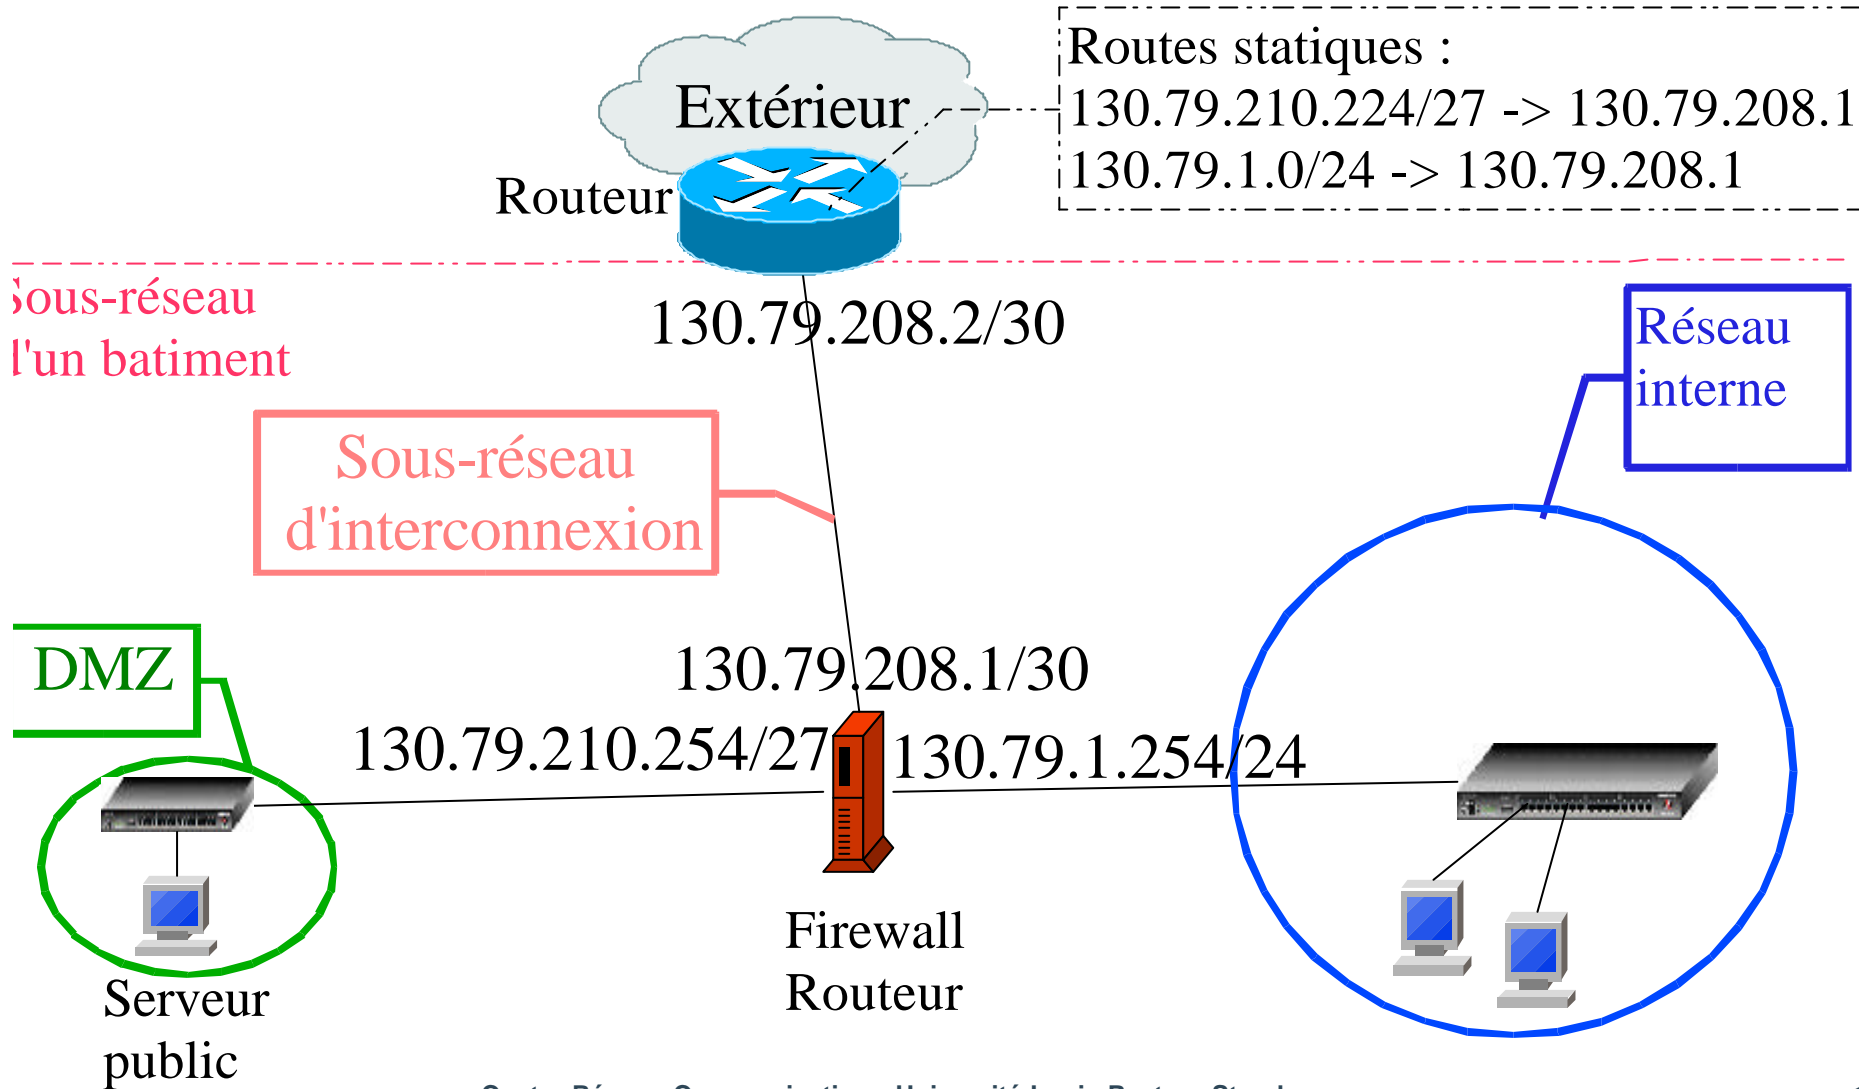 Routes statiques :
130.79.210.224/27 -> 130.79.208.1
130.79.1.0/24 -> 130.79.208.1
Extérieur
Routeur
Sous-réseau
d'un batiment
130.79.208.2/30
Réseau
interne
Sous-réseau
d'interconnexion
DMZ
130.79.208.1/30
130.79.210.254/27
130.79.1.254/24
Firewall
Routeur
Serveur
public